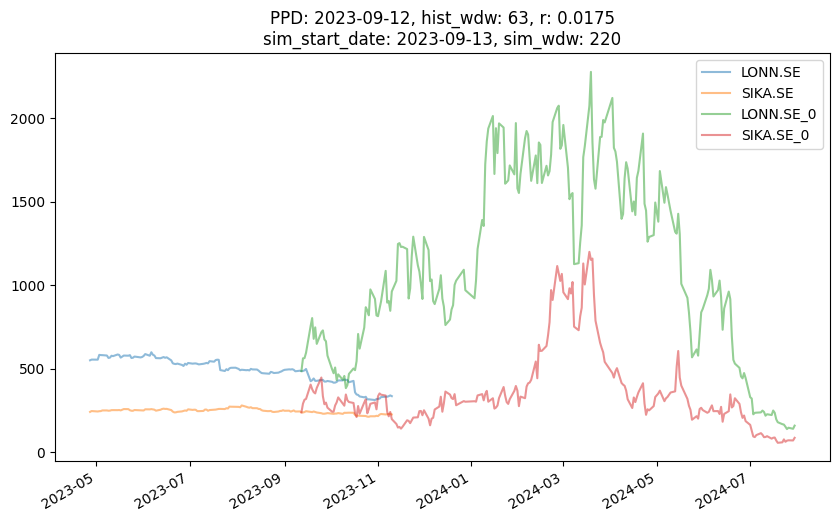 PPD: 2023-09-12, hist_wdw: 63, r: 0.0175
sim_start_date: 2023-09-13, sim_wdw: 220
LONN.SE
SIKA.SE
LONN.SE_0
SIKA.SE_0
2000
1500
1000
500
0
2023-05
2023-07
2023-09
2023-11
2024-01
2024-03
2024-05
2024-07